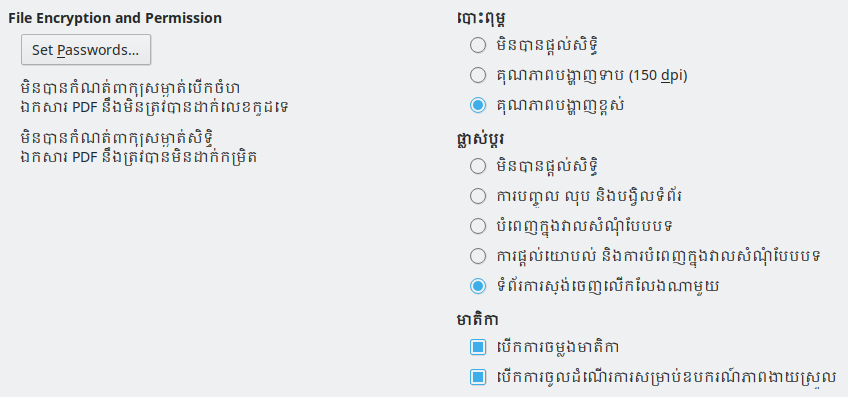 File Encryption and Permission
Set Passwords...
មិនបានកំណត់ពាក្យសម្ងាត់បើកចំហ
ឯកសារ PDF នឹងមិនត្រូវបានដាក់លេខកូដទេ
មិនបានកំណត់ពាក្យសម្ងាត់សិទ្ធិ
ឯកសារ PDF នឹងត្រូវបានមិនដាក់កម្រិត
បោះពុម្ព
មិនបានផ្ដល់សិទ្ធិ
គុណភាពបង្ហាញទាប (150 dpi)
គុណភាពបង្ហាញខ្ពស់
ផ្លាស់ប្ដូរ
មិនបានផ្ដល់សិទ្ធិ
ការបញ្ចូល លុប និងបង្វិលទំព័រ
បំពេញក្នុងវាលសំណុំបែបបទ
ការផ្ដល់យោបល់ និងការបំពេញក្នុងវាលសំណុំបែបបទ
ទំព័រការស្រង់ចេញលើកលែងណាមួយ
មាតិកា
បើកការចម្លងមាតិកា
បើកការចូលដំណើរការសម្រាប់ឧបករណ៍ភាពងាយស្រួល